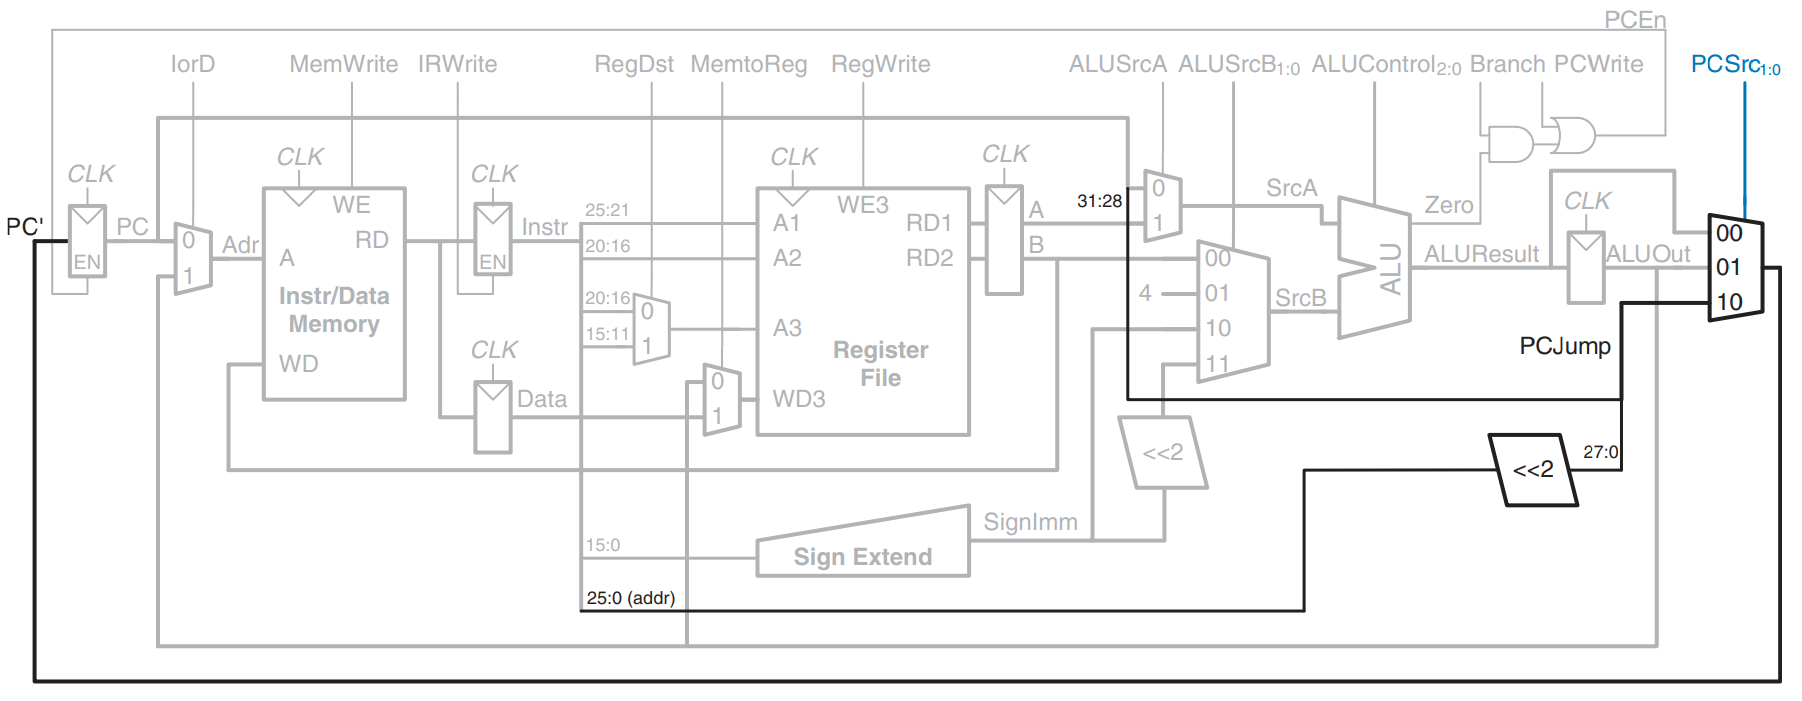 PCEn
IorD MemWrite IRWrite RegDst MemtoReg RegWrite ALUSrcA ALUSrcB1:0 ALUControl2:0 Branch PCWrite PCSrc1:0
CLK CLK CLK CLK CLK
PC' PC EN
0 1 Adr
WE
A RD
Instr/Data
Memory
WD
CLK
EN
Instr
CLK
Data
25:21
20:16
20:16
15:11
0
1
0
1
A1 WE3 RD1
A2 RD2
A3
Register
File
WD3
A
B
31:28
0
1
SrcA
00
4 01
10
11
SrcB
ALU
Zero
ALUResult
CLK
ALUOut
00
01
10
PCJump
<<2
27:0
<<2
SignImm
15:0
Sign Extend
25:0 (addr)